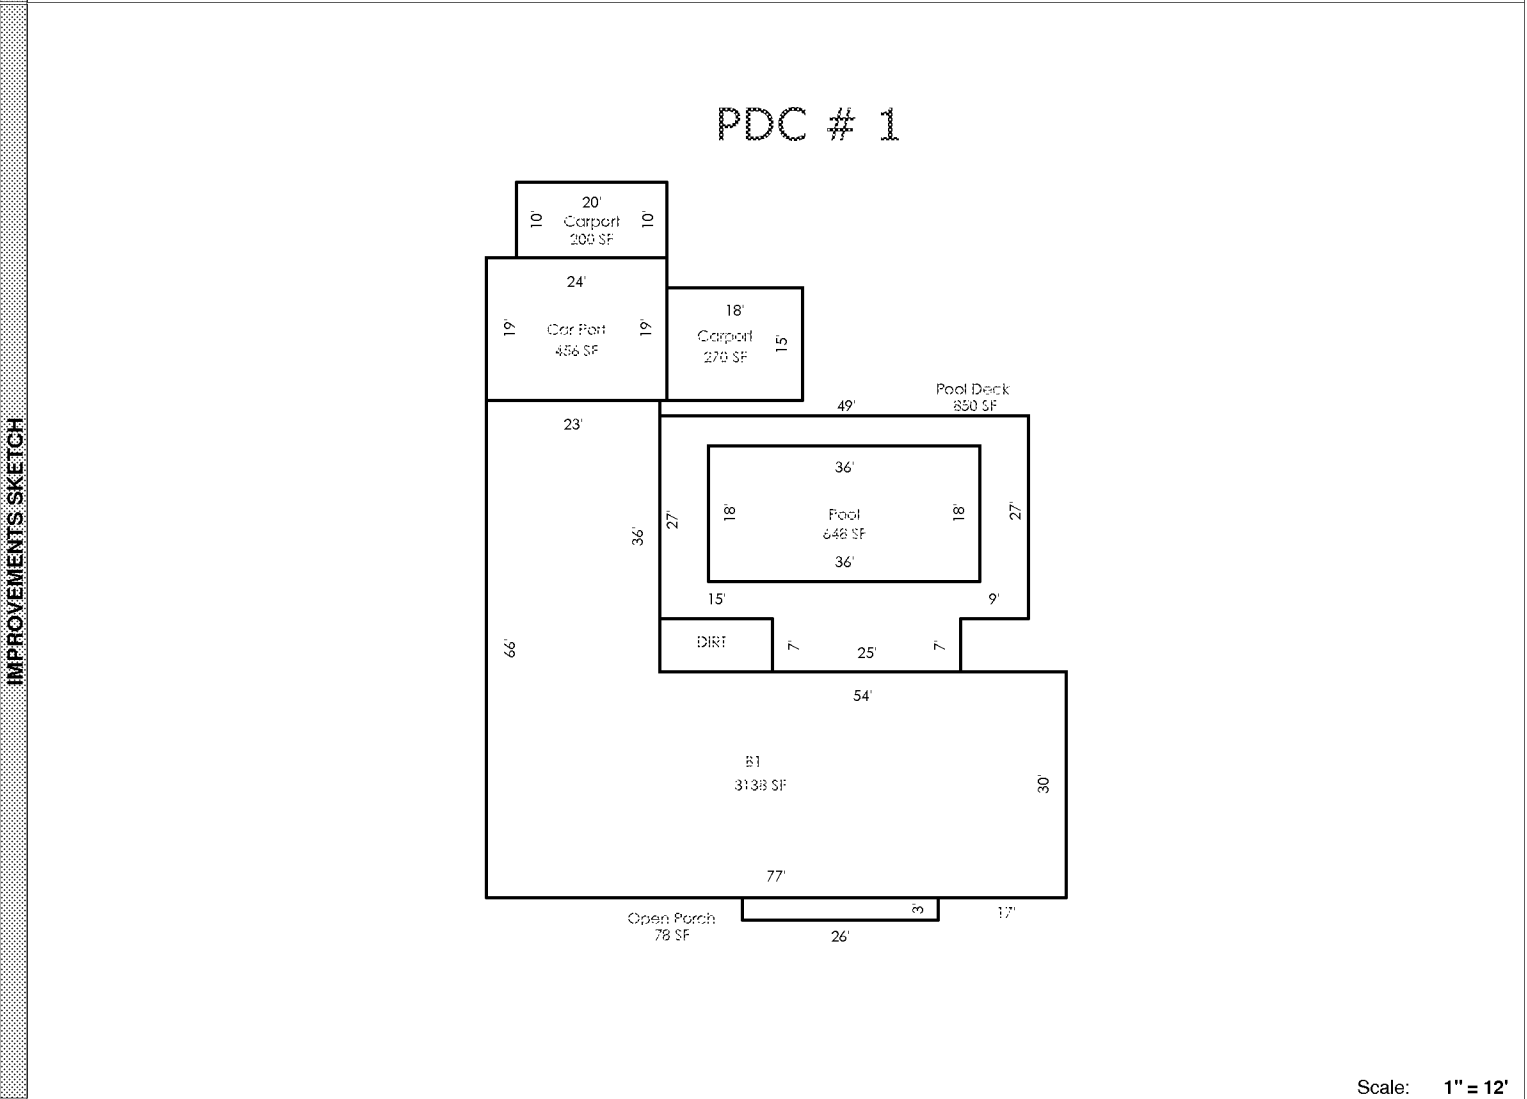 PDC # 1
20'
10'
10'
Carport
200 SF
24'
19'
19'
Car Port
456 SF
18'
15'
Carport
270 SF
Pool Deck
850 SF
49'
23'
36'
27'
36'
18'
18'
27'
Pool
648 SF
36'
15'
9'
DIRT
7'
25'
7'
66'
54'
B1
3138 SF
30'
77'
Open Porch
78 SF
3'
17'
26'
IMPROVEMENTS SKETCH
Scale: 1" = 12'